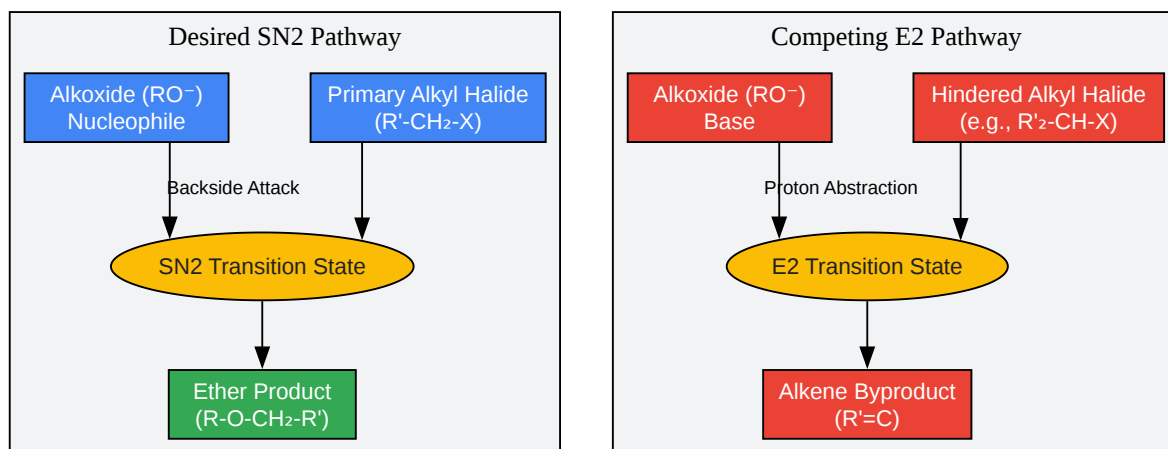 Desired SN2 Pathway
Alkoxide (RO⁻)
Nucleophile
Primary Alkyl Halide
(R'-CH₂-X)
Backside Attack
SN2 Transition State
Ether Product
(R-O-CH₂-R')
Competing E2 Pathway
Alkoxide (RO⁻)
Base
Hindered Alkyl Halide
(e.g., R'₂-CH-X)
Proton Abstraction
E2 Transition State
Alkene Byproduct
(R'=C)